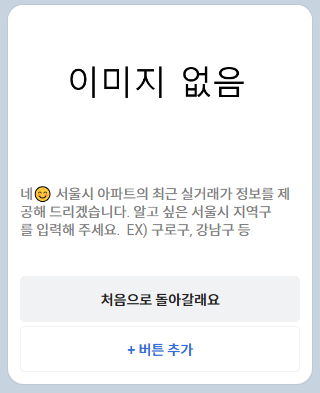 이미지 없음
네😊 서울시 아파트의 최근 실거래가 정보를 제
공해 드리겠습니다. 알고 싶은 서울시 지역구
를 입력해 주세요. EX) 구로구, 강남구 등
처음으로 돌아갈래요
+ 버튼 추가